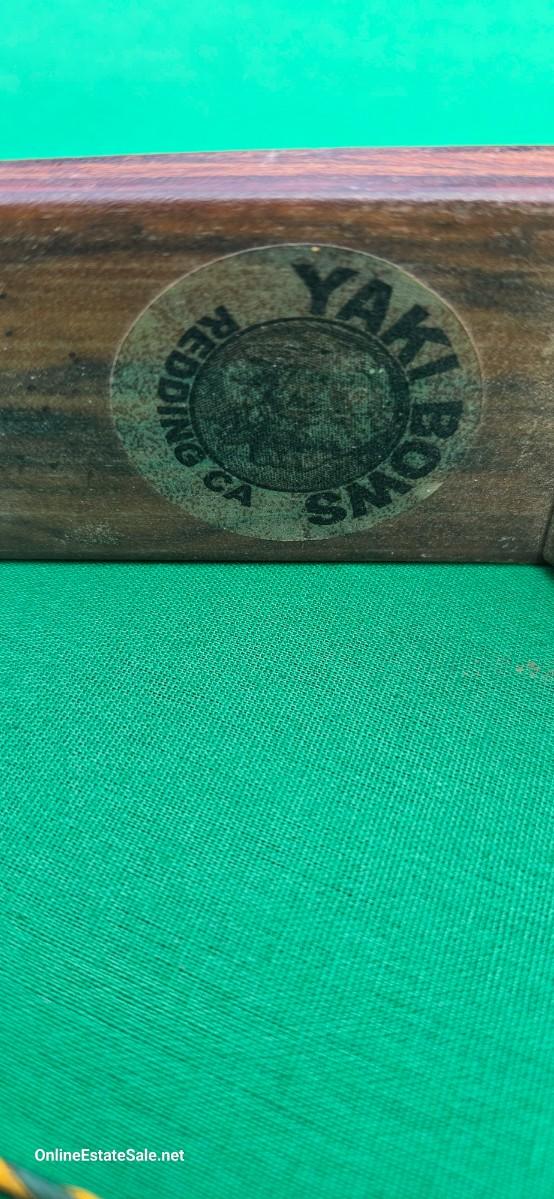 YAKI BOWS
REDDING CA
OnlineEstateSale.net